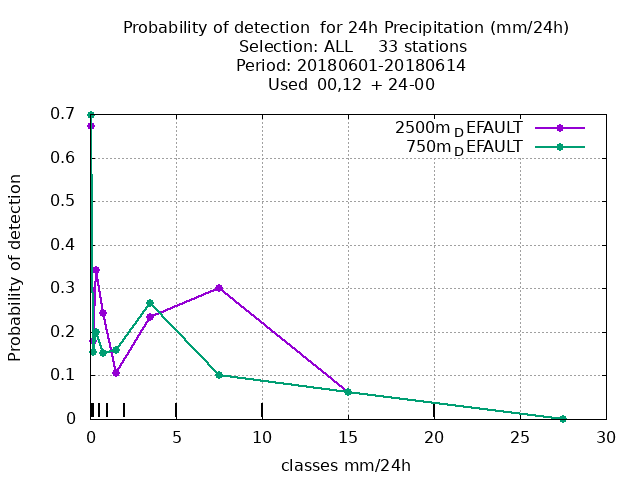 Probability of detection  for 24h Precipitation (mm/24h)
Selection: ALL     33 stations
Period: 20180601-20180614
Used  00,12  + 24-00
2500m_DEFAULT
750m_DEFAULT
Probability of detection
0.7
0.6
0.5
0.4
0.3
0.2
0.1
0
0 5 10 15 20 25 30
classes mm/24h